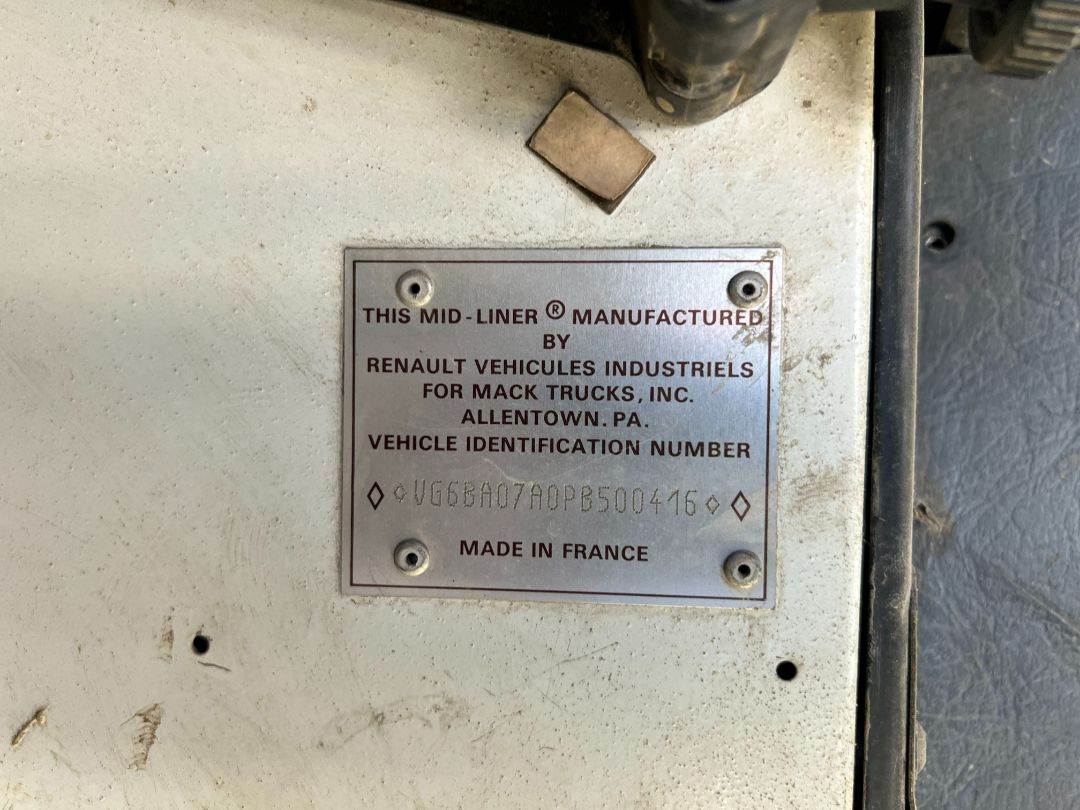 THIS MID-LINER ® MANUFACTURED
BY
RENAULT VEHICULES INDUSTRIELS
FOR MACK TRUCKS, INC.
ALLENTOWN. PA.
VEHICLE IDENTIFICATION NUMBER
◊ ◊ VG6BA07A0PB500416 ◊ ◊
MADE IN FRANCE